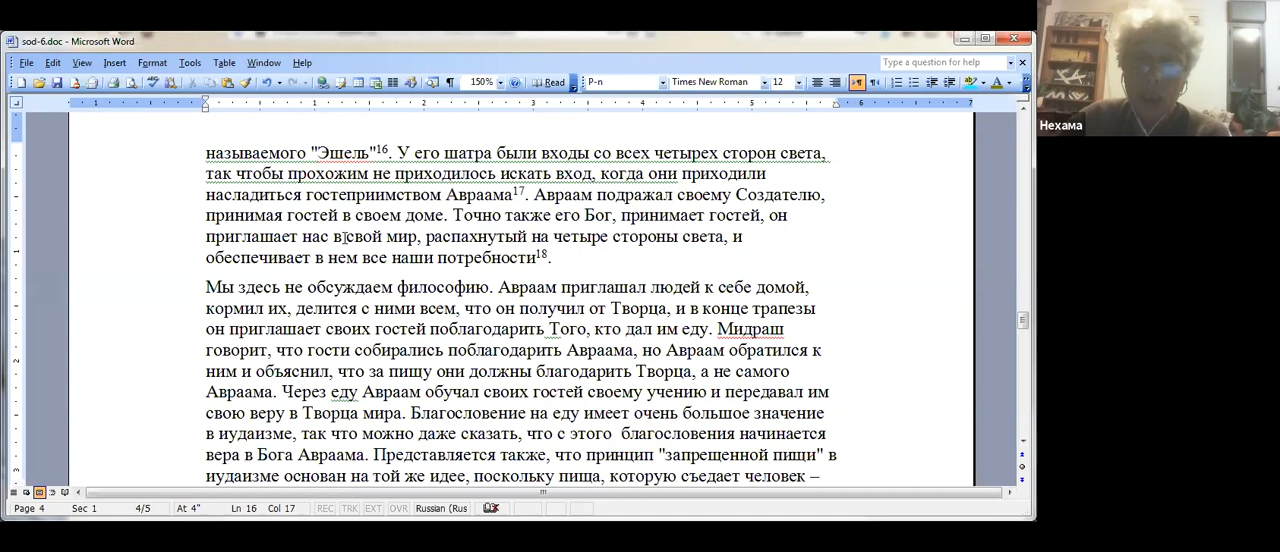 sod-6.doc - Microsoft Word
File Edit View Insert Format Tools Table Window Help Type a question for help
150% Read P-n Times New Roman 12
1 1 2 3 4 5 6 7
называемого "Эшель"16. У его шатра были входы со всех четырех сторон света,
так чтобы прохожим не приходилось искать вход, когда они приходили
насладиться гостеприимством Авраама17. Авраам подражал своему Создателю,
принимая гостей в своем доме. Точно также его Бог, принимает гостей, он
приглашает нас в свой мир, распахнутый на четыре стороны света, и
обеспечивает в нем все наши потребности18.
Мы здесь не обсуждаем философию. Авраам приглашал людей к себе домой,
кормил их, делится с ними всем, что он получил от Творца, и в конце трапезы
он приглашает своих гостей поблагодарить Того, кто дал им еду. Мидраш
говорит, что гости собирались поблагодарить Авраама, но Авраам обратился к
ним и объяснил, что за пишу они должны благодарить Творца, а не самого
Авраама. Через еду Авраам обучал своих гостей своему учению и передавал им
свою веру в Творца мира. Благословение на еду имеет очень большое значение
в иудаизме, так что можно даже сказать, что с этого благословения начинается
вера в Бога Авраама. Представляется также, что принцип "запрещенной пищи" в
иудаизме основан на той же идее, поскольку пища, которую съедает человек –
Page 4 Sec 1 4/5 At 4" Ln 16 Col 17 REC TRK EXT OVR Russian (Rus
Нехама